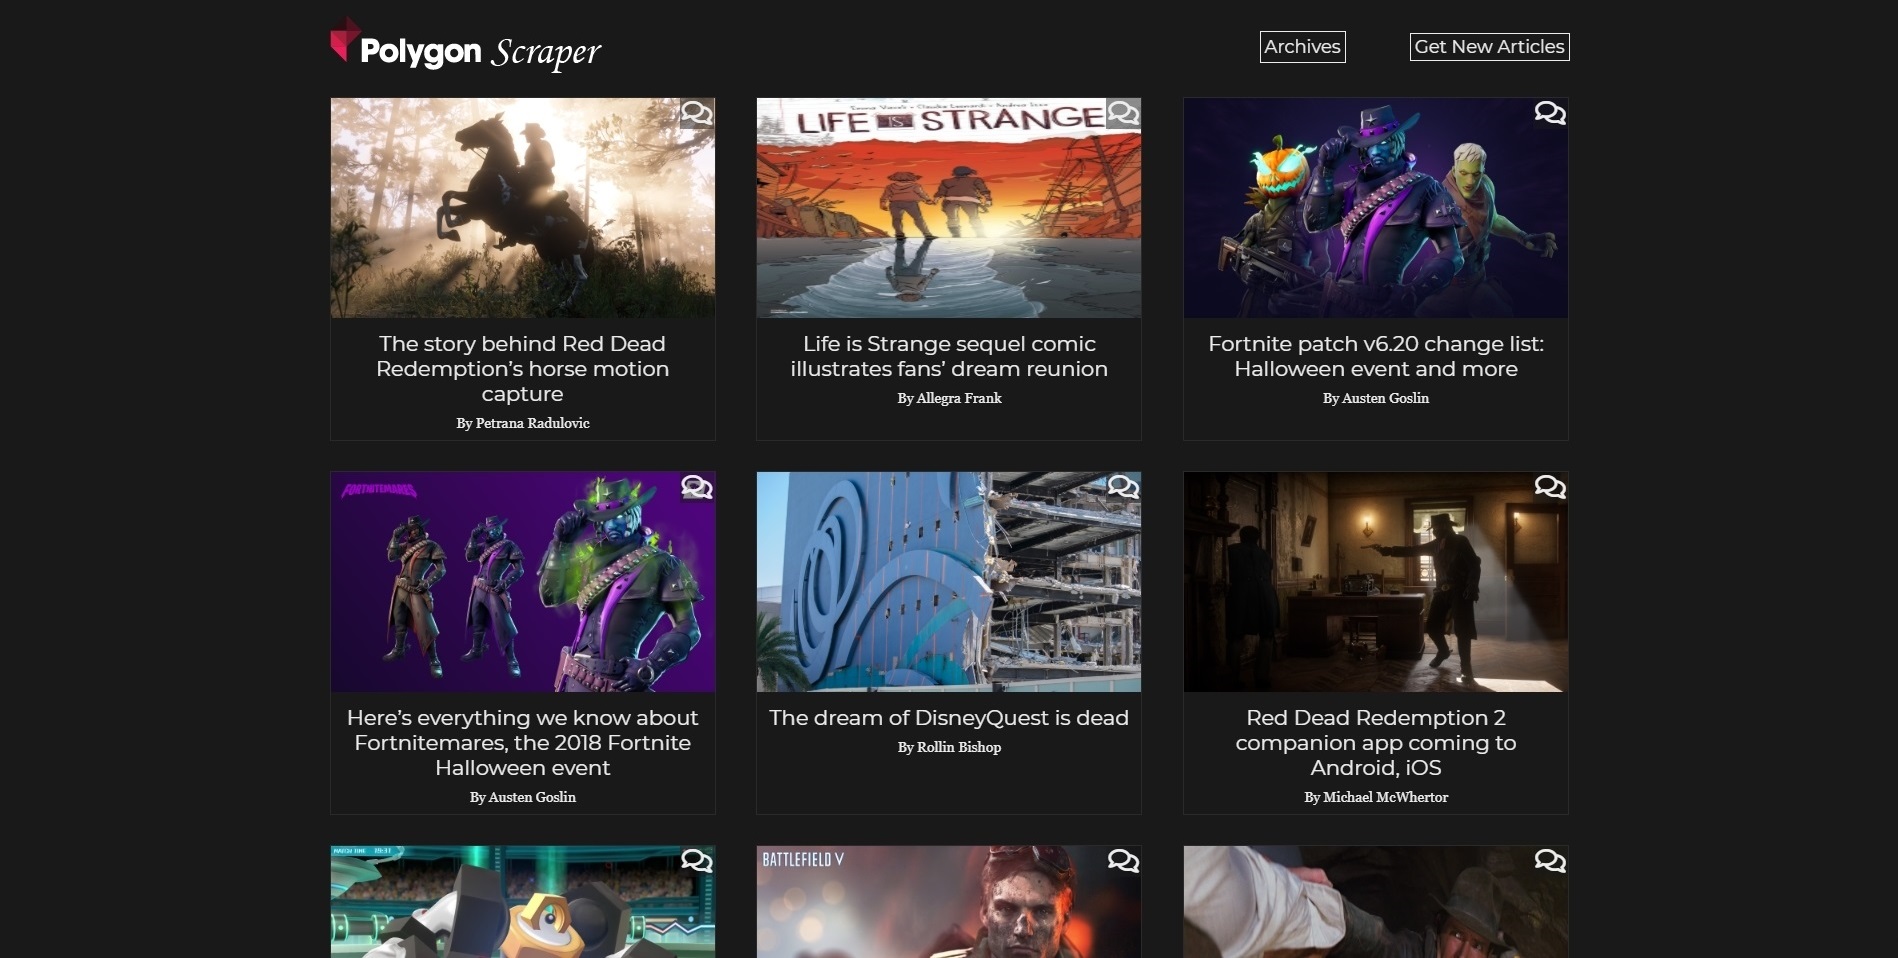 Polygon Scraper
Archives
Get New Articles
LIFE IS STRANGE
The story behind Red Dead
Redemption’s horse motion
capture
By Petrana Radulovic
Life is Strange sequel comic
illustrates fans’ dream reunion
By Allegra Frank
Fortnite patch v6.20 change list:
Halloween event and more
By Austen Goslin
FORTNITEMARES
Here’s everything we know about
Fortnitemares, the 2018 Fortnite
Halloween event
By Austen Goslin
The dream of DisneyQuest is dead
By Rollin Bishop
Red Dead Redemption 2
companion app coming to
Android, iOS
By Michael McWhertor
BATTLEFIELD V